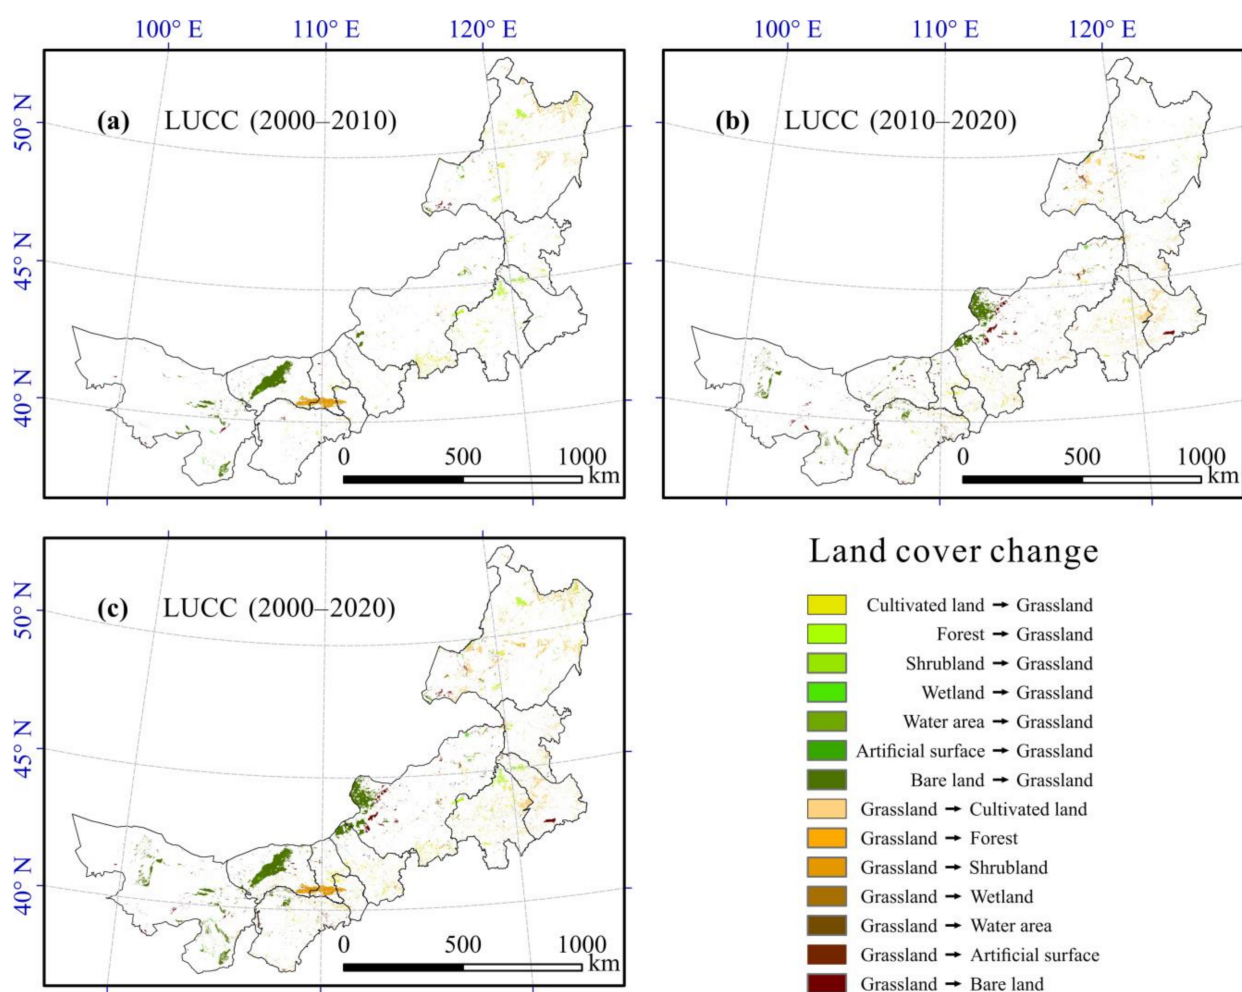 100° E 110° E 120° E
100° E 110° E 120° E
50° N
45° N
40° N
(a) LUCC (2000–2010)
0 500 1000
km
(b) LUCC (2010–2020)
0 500 1000
km
50° N
45° N
40° N
(c) LUCC (2000–2020)
0 500 1000
km
Land cover change
Cultivated land → Grassland
Forest → Grassland
Shrubland → Grassland
Wetland → Grassland
Water area → Grassland
Artificial surface → Grassland
Bare land → Grassland
Grassland → Cultivated land
Grassland → Forest
Grassland → Shrubland
Grassland → Wetland
Grassland → Water area
Grassland → Artificial surface
Grassland → Bare land